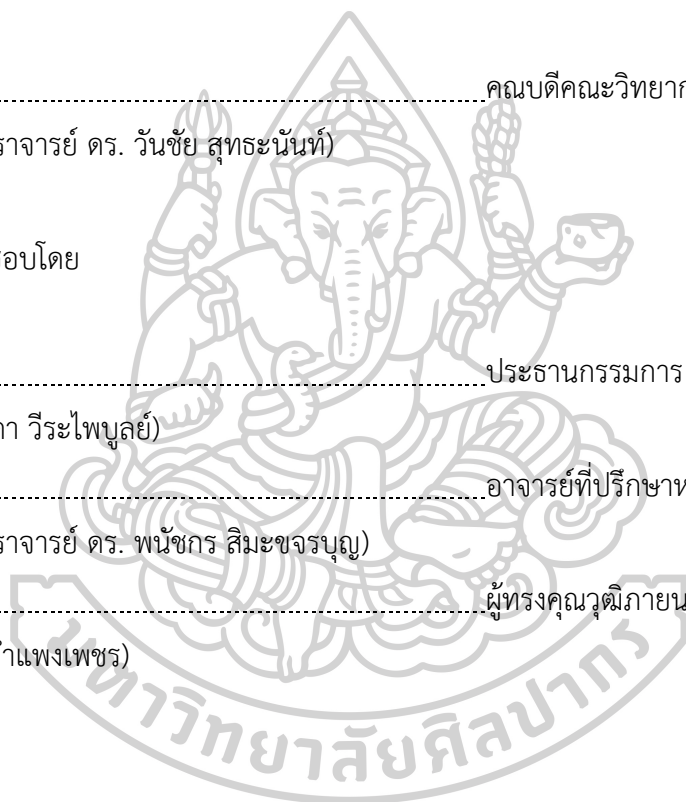 คณบดีคณะวิทยาก
ราจารย์ ดร. วันชัย สุทธะนันท์)
สอบโดย
ประธานกรรมการ
ภา วีระไพบูลย์)
อาจารย์ที่ปรึกษาห
ราจารย์ ดร. พนัชกร สิมะขจรบุญ)
ผู้ทรงคุณวุฒิภายน
ำแพงเพชร)
มหาวิทยาลัยศิลปากร